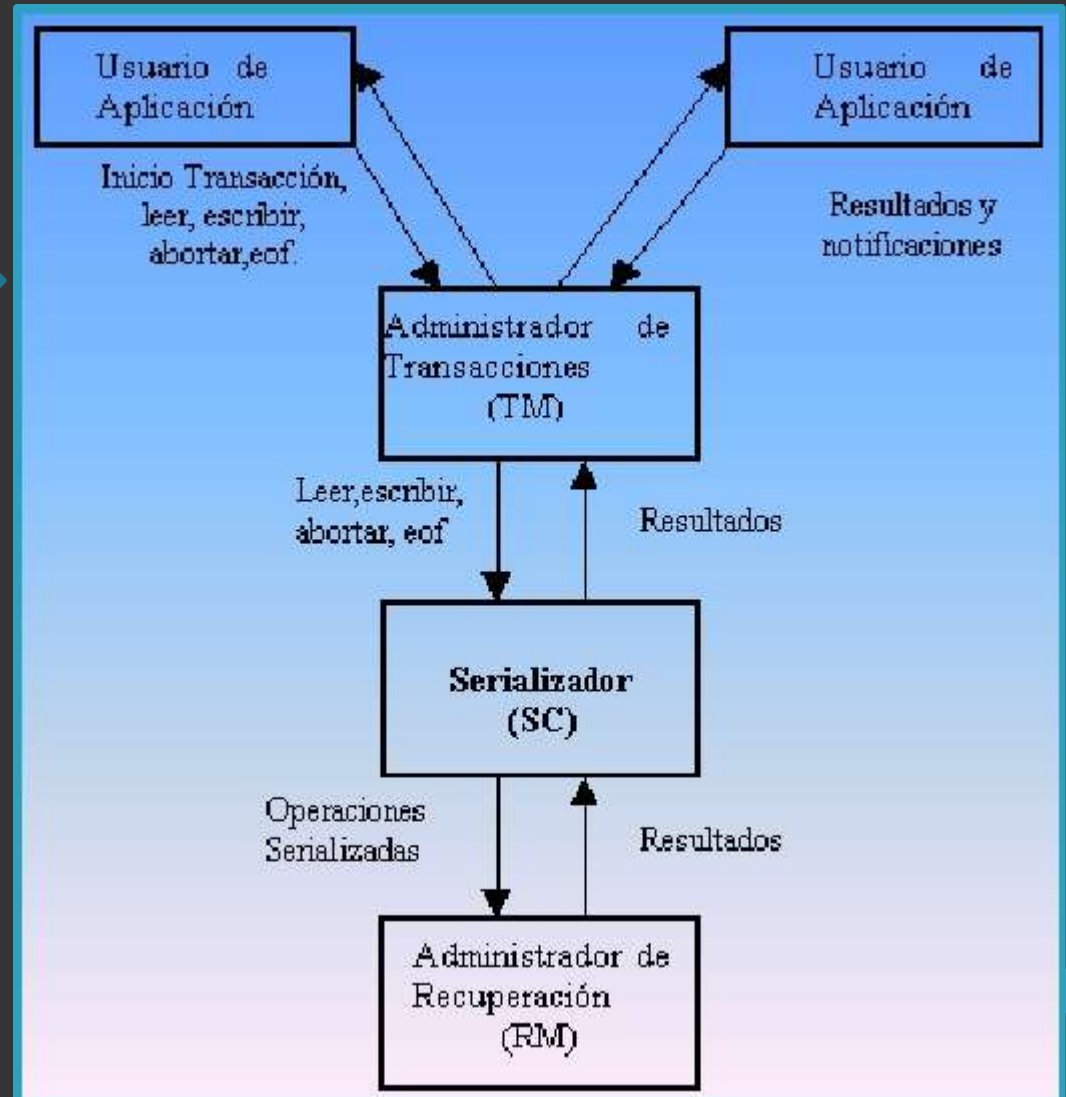 Usuario de
Aplicación
Usuario de
Aplicación
Inicio Transacción,
leer, escribir,
abortar,eof.
Resultados y
notificaciones
Administrador de
Transacciones
(TM)
Leer,escribir,
abortar, eof
Resultados
Serializador
(SC)
Operaciones
Serializadas
Resultados
Administrador de
Recuperación
(RM)